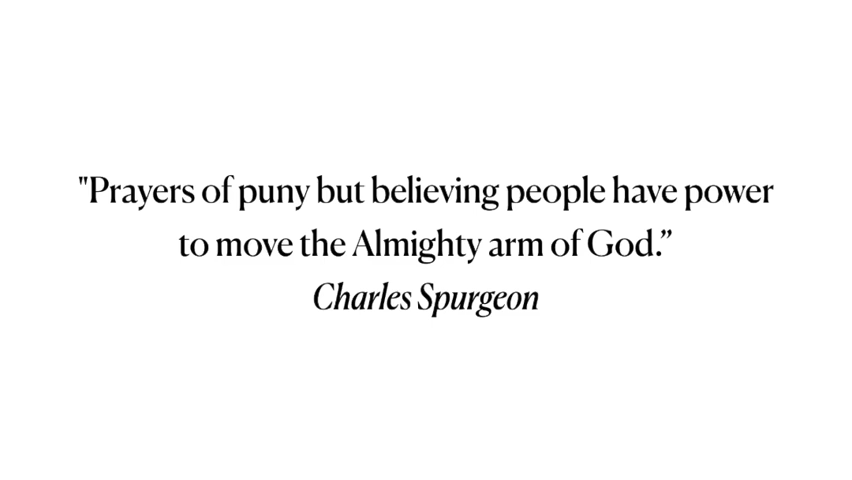 "Prayers of puny but believing people have power
to move the Almighty arm of God.”
Charles Spurgeon